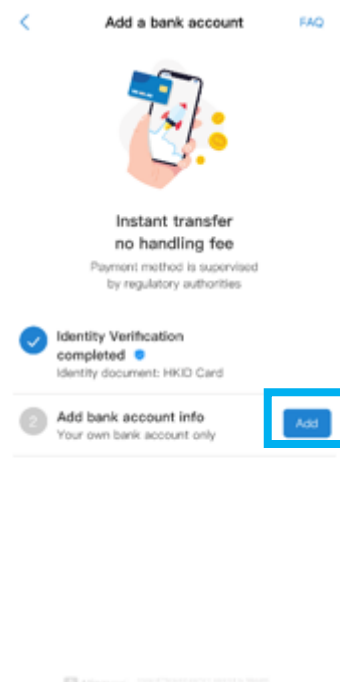 Add a bank account
FAQ
Instant transfer
no handling fee
Payment method is supervised
by regulatory authorities
Identity Verification
completed
Identity document: HKID Card
2
Add bank account info
Your own bank account only
Add